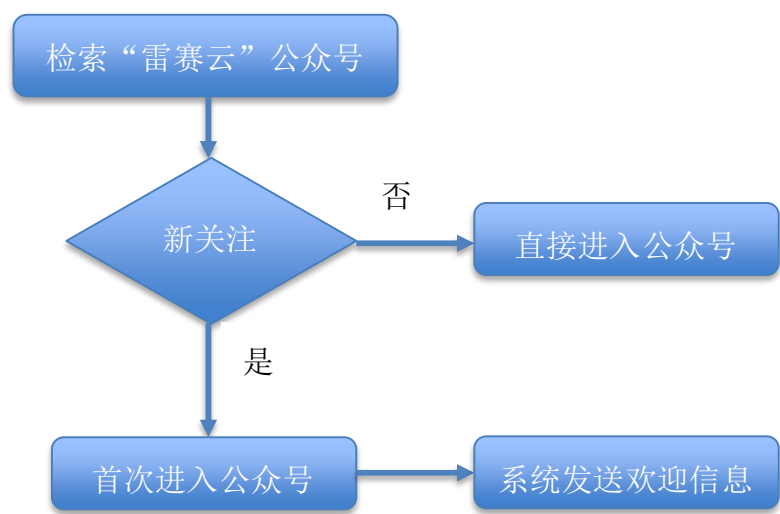 检索“雷赛云”公众号
新关注
否
直接进入公众号
是
首次进入公众号
系统发送欢迎信息